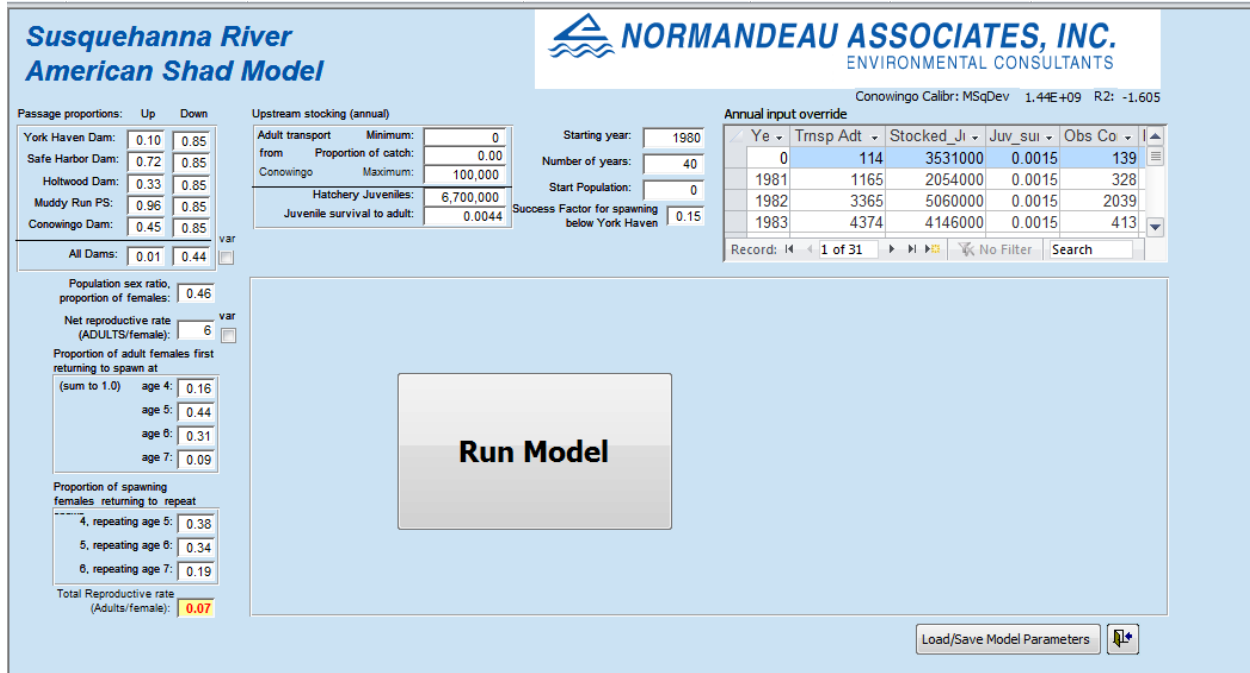 Susquehanna River
American Shad Model
NORMANDEAU ASSOCIATES, INC.
ENVIRONMENTAL CONSULTANTS
Conowingo Calibr: MSqDev 1.44E+09 R2: -1.605
Passage proportions: Up Down
York Haven Dam: 0.10 0.85
Safe Harbor Dam: 0.72 0.85
Holtwood Dam: 0.33 0.85
Muddy Run PS: 0.96 0.85
Conowingo Dam: 0.45 0.85
var
All Dams: 0.01 0.44
Upstream stocking (annual)
Adult transport Minimum: 0
from Proportion of catch: 0.00
Conowingo Maximum: 100,000
Hatchery Juveniles: 6,700,000
Juvenile survival to adult: 0.0044
Starting year: 1980
Number of years: 40
Start Population: 0
Success Factor for spawning
below York Haven 0.15
Annual input override
Ye Trnsp Adt Stocked_Ju Juv_sur Obs Co
0 114 3531000 0.0015 139
1981 1165 2054000 0.0015 328
1982 3365 5060000 0.0015 2039
1983 4374 4146000 0.0015 413
Record: 1 of 31 No Filter Search
Population sex ratio,
proportion of females: 0.46
Net reproductive rate var
(ADULTS/female): 6
Proportion of adult females first
returning to spawn at
(sum to 1.0) age 4: 0.16
age 5: 0.44
age 6: 0.31
age 7: 0.09
Proportion of spawning
females returning to repeat
4, repeating age 5: 0.38
5, repeating age 6: 0.34
6, repeating age 7: 0.19
Total Reproductive rate
(Adults/female): 0.07
Run Model
Load/Save Model Parameters